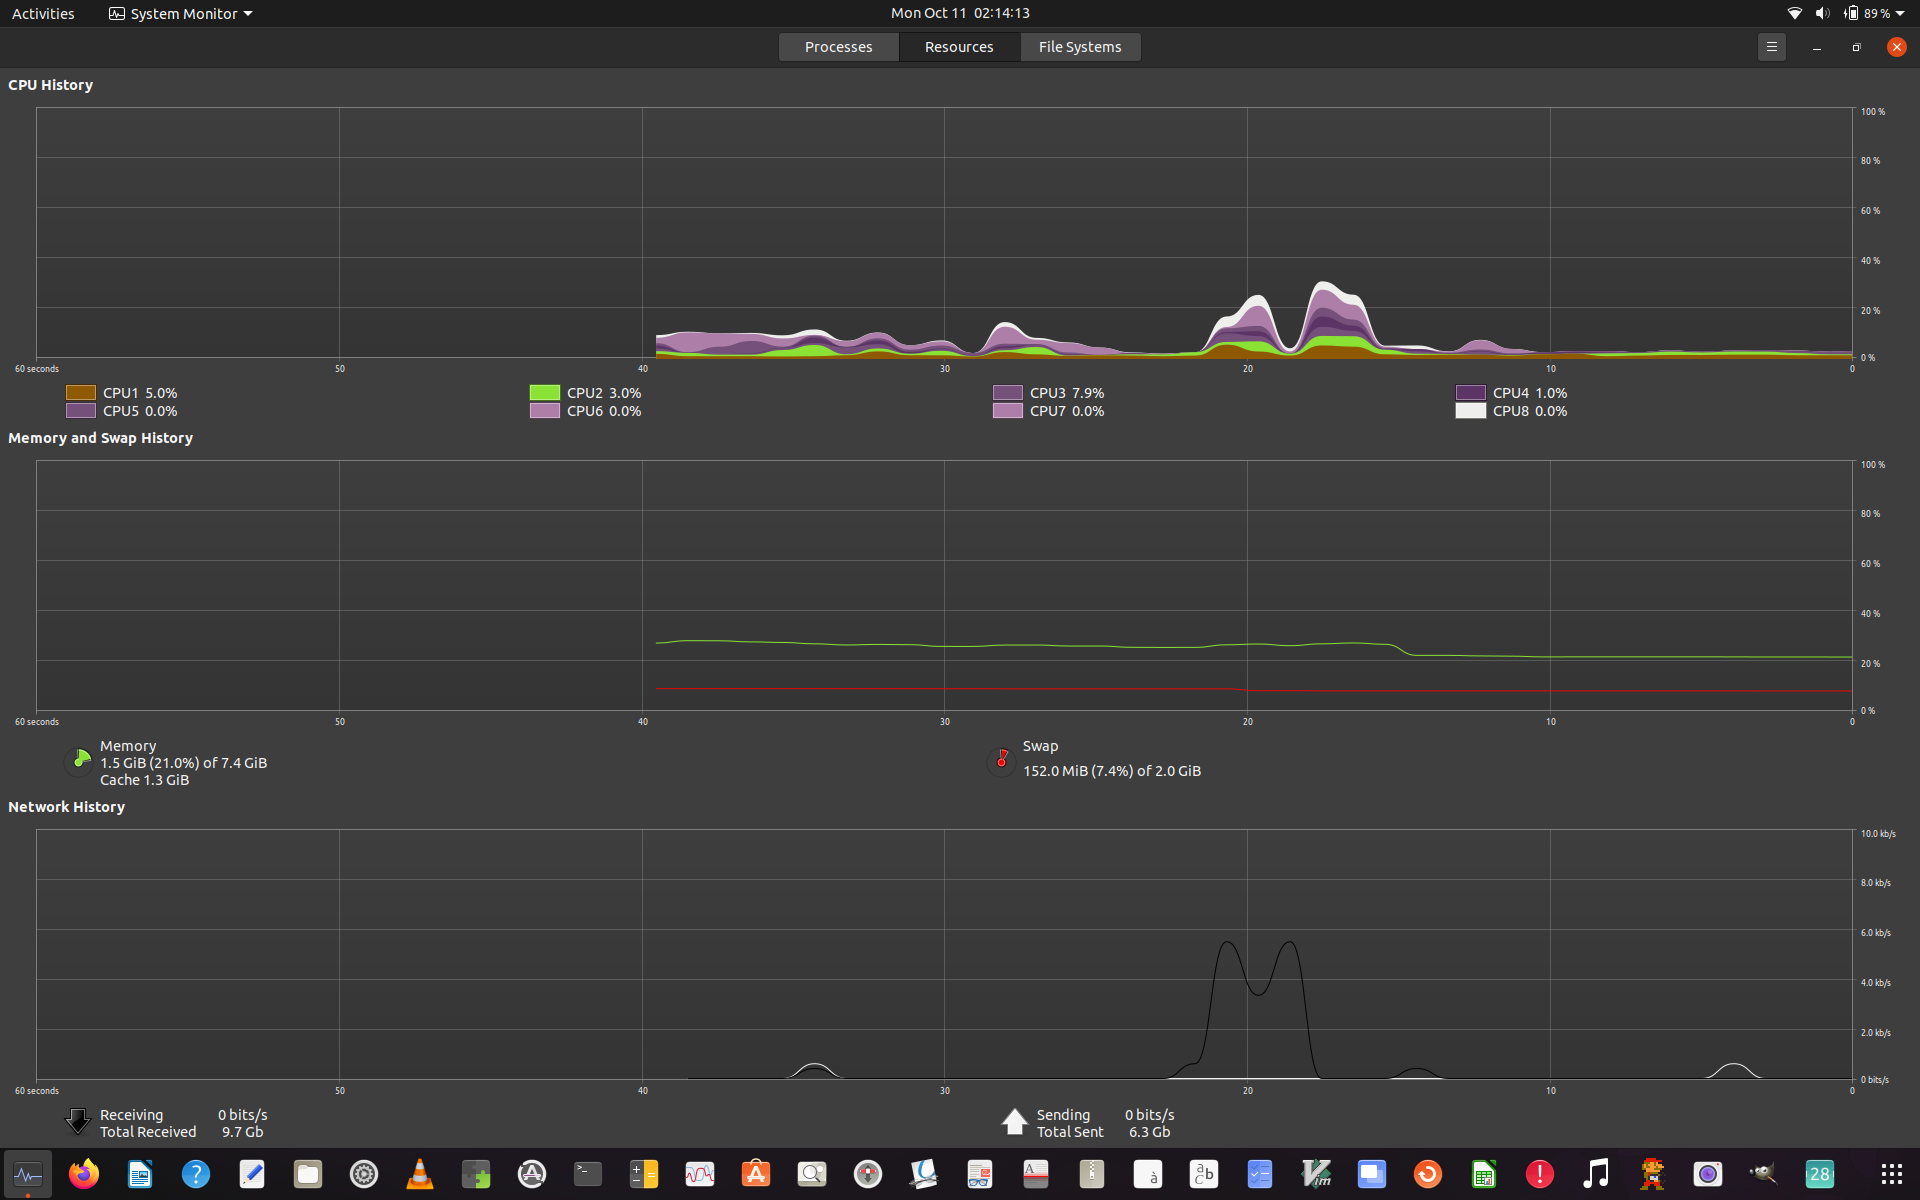 Activities System Monitor Mon Oct 11 02:14:13 89 %
Processes Resources File Systems
CPU History
100 %
80 %
60 %
40 %
20 %
0 %
60 seconds 50 40 30 20 10 0
CPU1 5.0% CPU2 3.0% CPU3 7.9% CPU4 1.0%
CPU5 0.0% CPU6 0.0% CPU7 0.0% CPU8 0.0%
Memory and Swap History
100 %
80 %
60 %
40 %
20 %
0 %
60 seconds 50 40 30 20 10 0
Memory
1.5 GiB (21.0%) of 7.4 GiB
Cache 1.3 GiB
Swap
152.0 MiB (7.4%) of 2.0 GiB
Network History
10.0 kb/s
8.0 kb/s
6.0 kb/s
4.0 kb/s
2.0 kb/s
0 bits/s
60 seconds 50 40 30 20 10 0
Receiving 0 bits/s
Total Received 9.7 Gb
Sending 0 bits/s
Total Sent 6.3 Gb
? >_ A à a b c b Vim ! 28